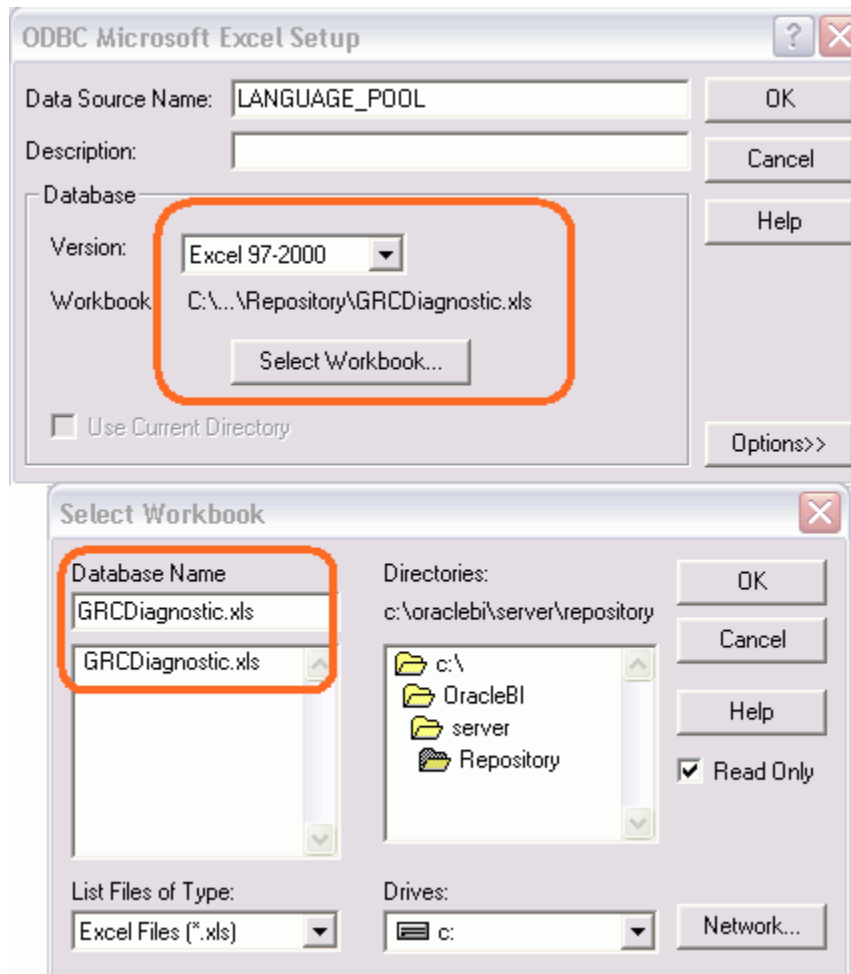 ODBC Microsoft Excel Setup
?
Data Source Name: LANGUAGE_POOL
OK
Description:
Cancel
Database
Help
Version: Excel 97-2000
Workbook C:\...\Repository\GRCDiagnostic.xls
Select Workbook...
Use Current Directory
Options>>
Select Workbook
Database Name
GRCDiagnostic.xls
GRCDiagnostic.xls
Directories:
c:\oraclebi\server\repository
c:\
OracleBI
server
Repository
OK
Cancel
Help
Read Only
List Files of Type:
Excel Files (*.xls)
Drives:
c:
Network...